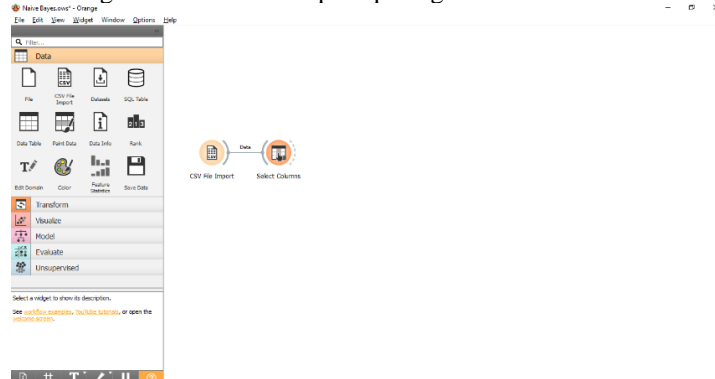 Naive Bayes.ows* - Orange
File Edit View Widget Window Options Help
Filter...
Data
File
CSV File Import
Datasets
SQL Table
Data Table
Paint Data
Data Info
Rank
Edit Domain
Color
Feature Statistics
Save Data
Transform
Visualize
Model
Evaluate
Unsupervised
Select a widget to show its description.
See workflow examples, YouTube tutorials, or open the
welcome screen.
Data
CSV File Import
Select Columns